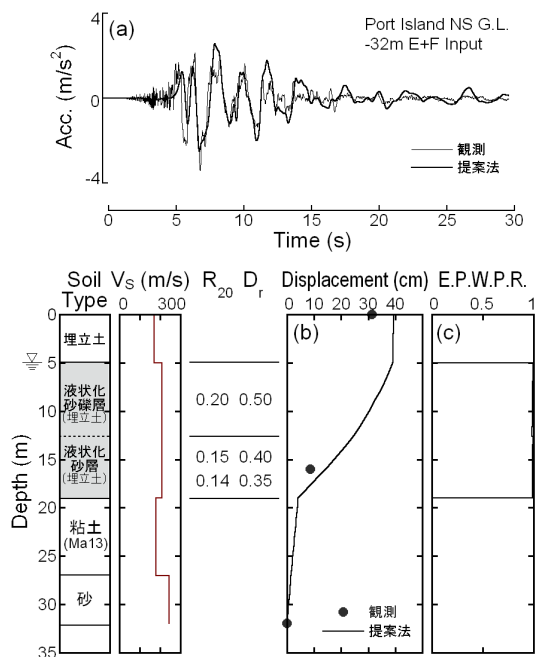 (a)
Port Island NS G.L.
-32m E+F Input
Acc. (m/s²)
4
0
-4
観測
提案法
0 5 10 15 20 25 30
Time (s)
Soil Type
V_S (m/s)
R_20
D_r
Displacement (cm)
E.P.W.P.R.
0 300
0 10 20 30 40
0 0.5 1
(b)
(c)
Depth (m)
0
5
10
15
20
25
30
35
埋立土
液状化
砂礫層
(埋立土)
0.20 0.50
液状化
砂層
(埋立土)
0.15 0.40
0.14 0.35
粘土
(Ma13)
砂
観測
提案法